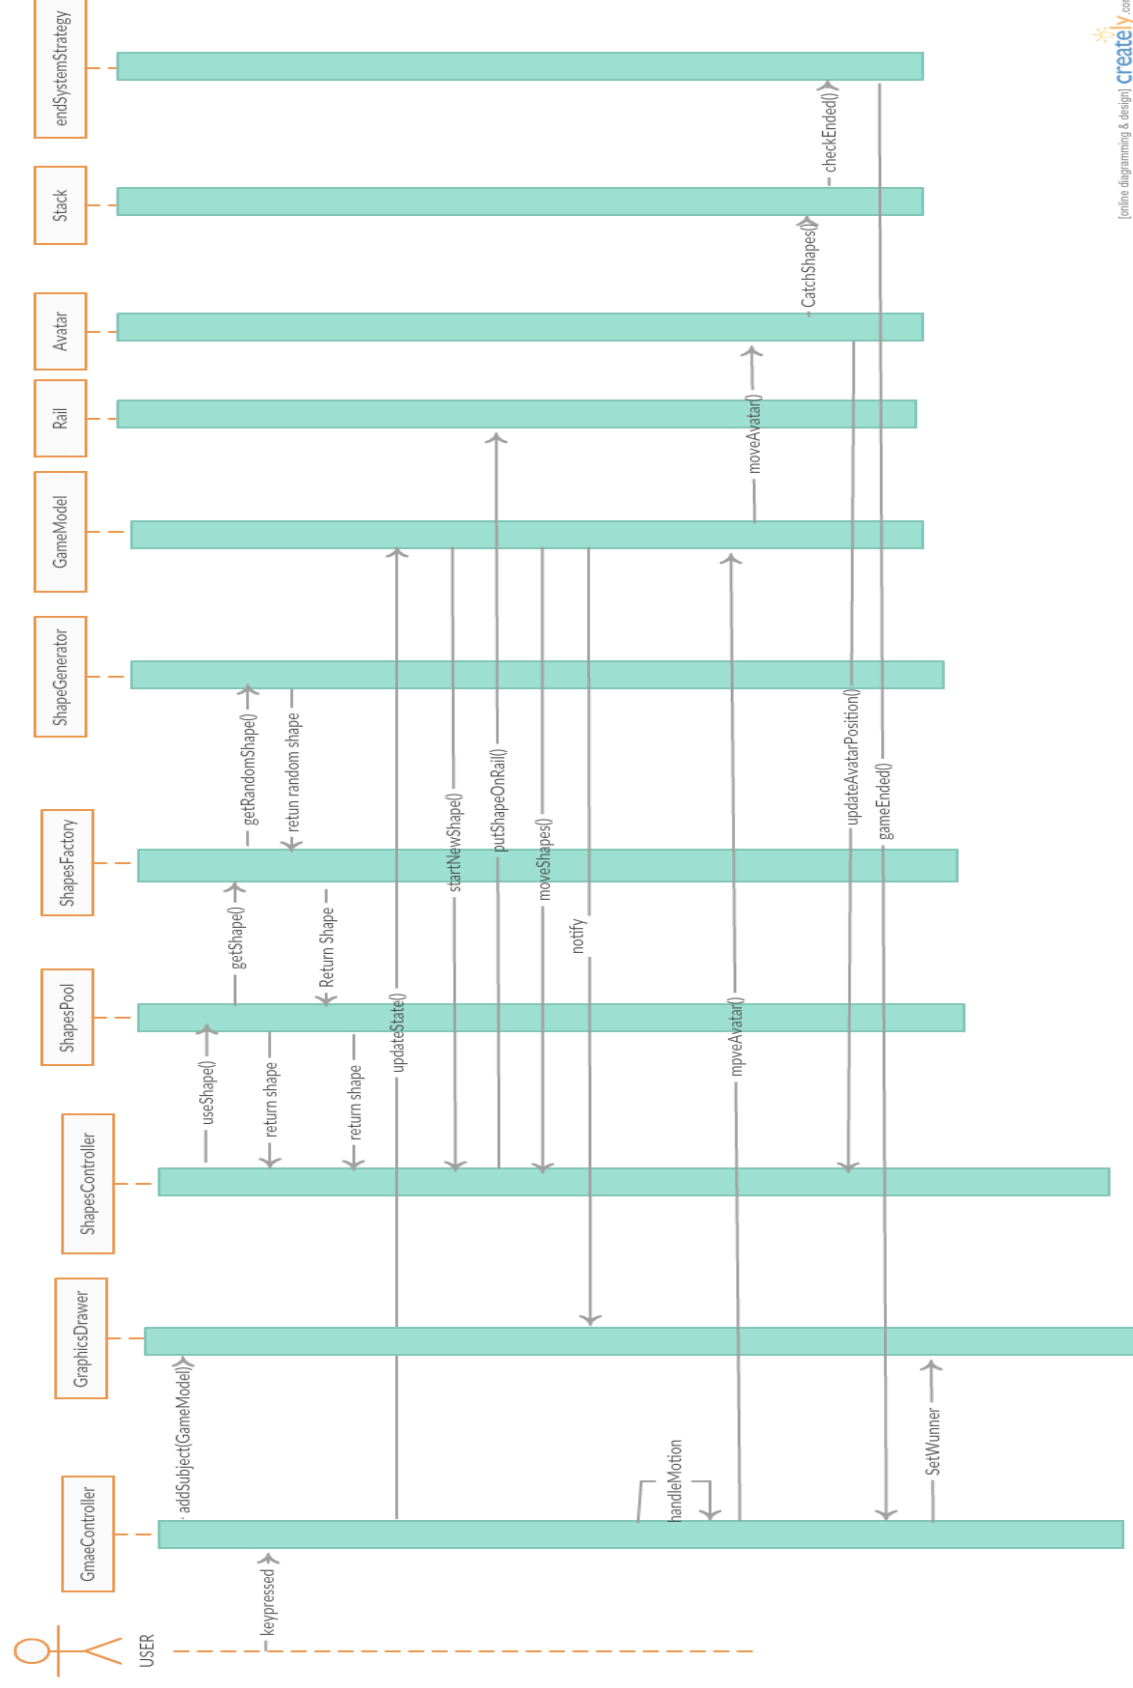 USER
GmaeController
GraphicsDrawer
ShapesController
ShapesPool
ShapesFactory
ShapeGenerator
GameModel
Rail
Avatar
Stack
endSystemStrategy
addSubject(GameModel)
useShape()
getShape()
getRandomShape()
keypressed
return shape
retun random shape
Return Shape
return shape
updateState()
startNewShape()
putShapeOnRail()
moveShapes()
notify
handleMotion
mpveAvatar()
moveAvatar()
CatchShapes()
checkEnded()
updateAvatarPosition()
gameEnded()
SetWunner
[online diagramming & design] creately.com